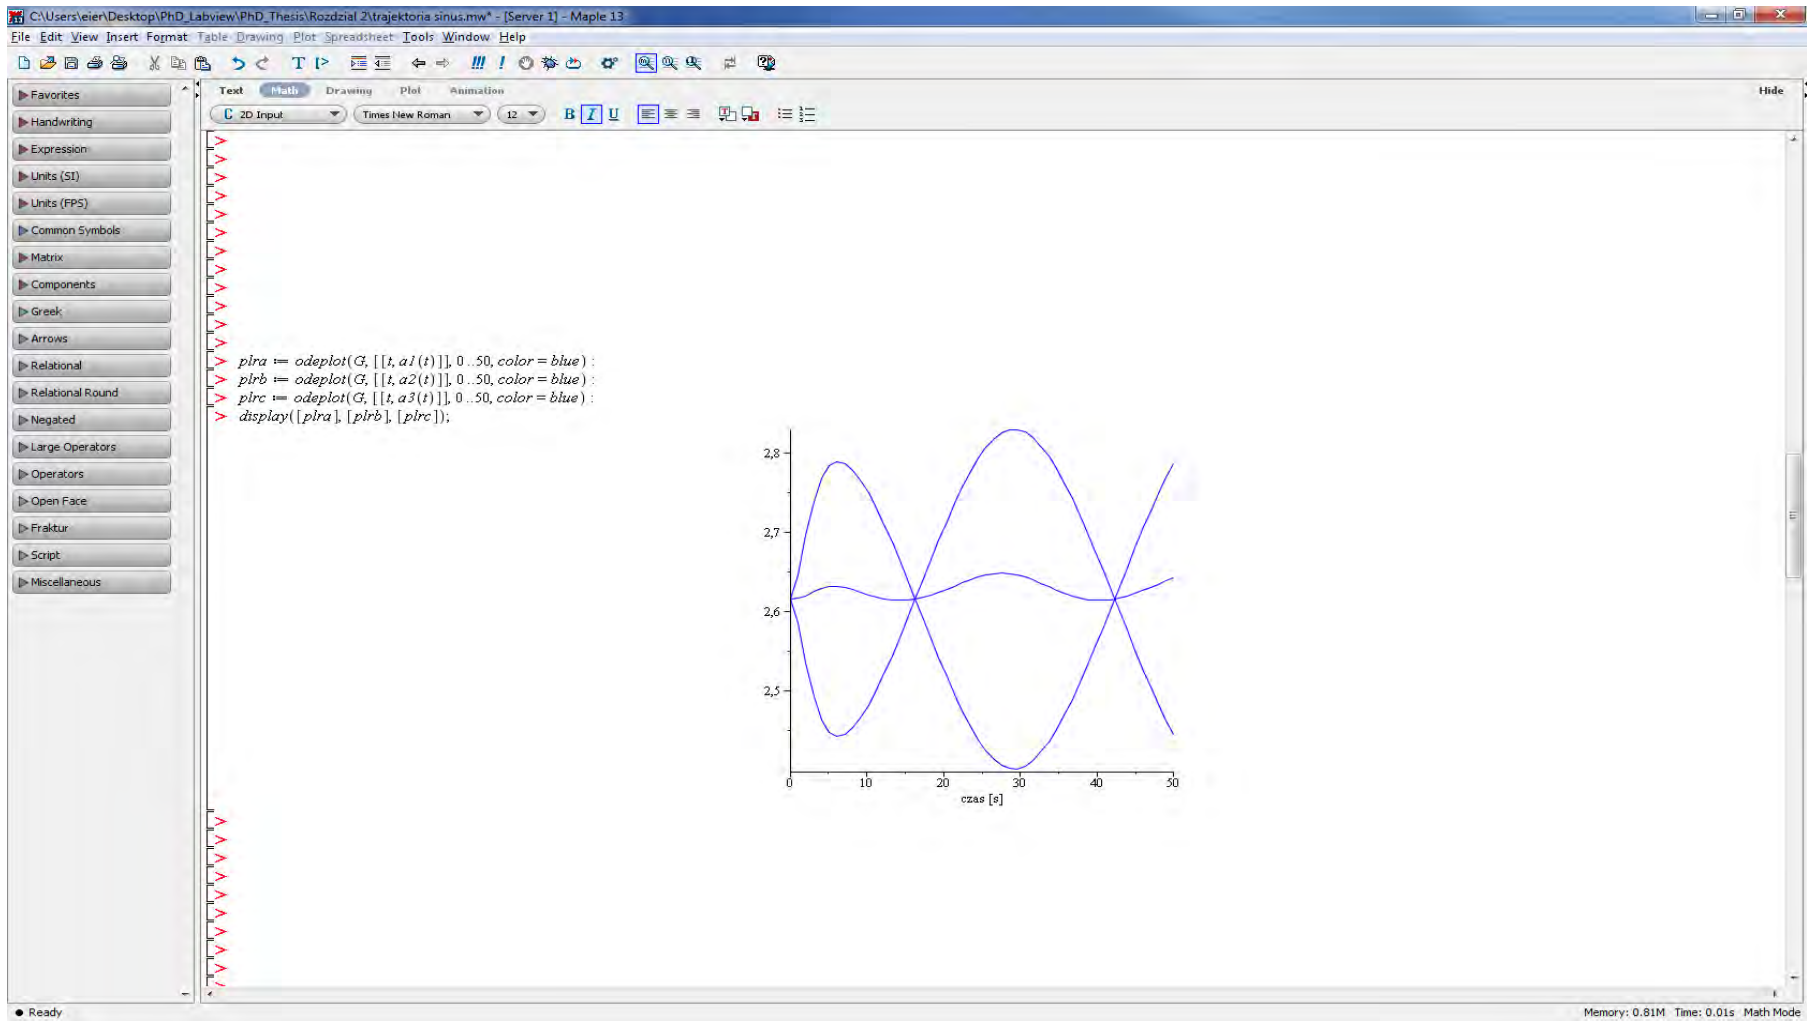 C:\Users\eier\Desktop\PhD_Labview\PhD_Thesis\Rozdzial 2\trajektoria sinus.mw* - [Server 1] - Maple 13
File Edit View Insert Format Table Drawing Plot Spreadsheet Tools Window Help
Text Math Drawing Plot Animation Hide
C 2D Input Times New Roman 12 B I U
Favorites
Handwriting
Expression
Units (SI)
Units (FPS)
Common Symbols
Matrix
Components
Greek
Arrows
Relational
Relational Round
Negated
Large Operators
Operators
Open Face
Fraktur
Script
Miscellaneous
> plra := odeplot(G, [[t, a1(t)]], 0..50, color = blue) :
> plrb := odeplot(G, [[t, a2(t)]], 0..50, color = blue) :
> plrc := odeplot(G, [[t, a3(t)]], 0..50, color = blue) :
> display([plra], [plrb], [plrc]);
2,8
2,7
2,6
2,5
0 10 20 30 40 50
czas [s]
Ready Memory: 0.81M Time: 0.01s Math Mode